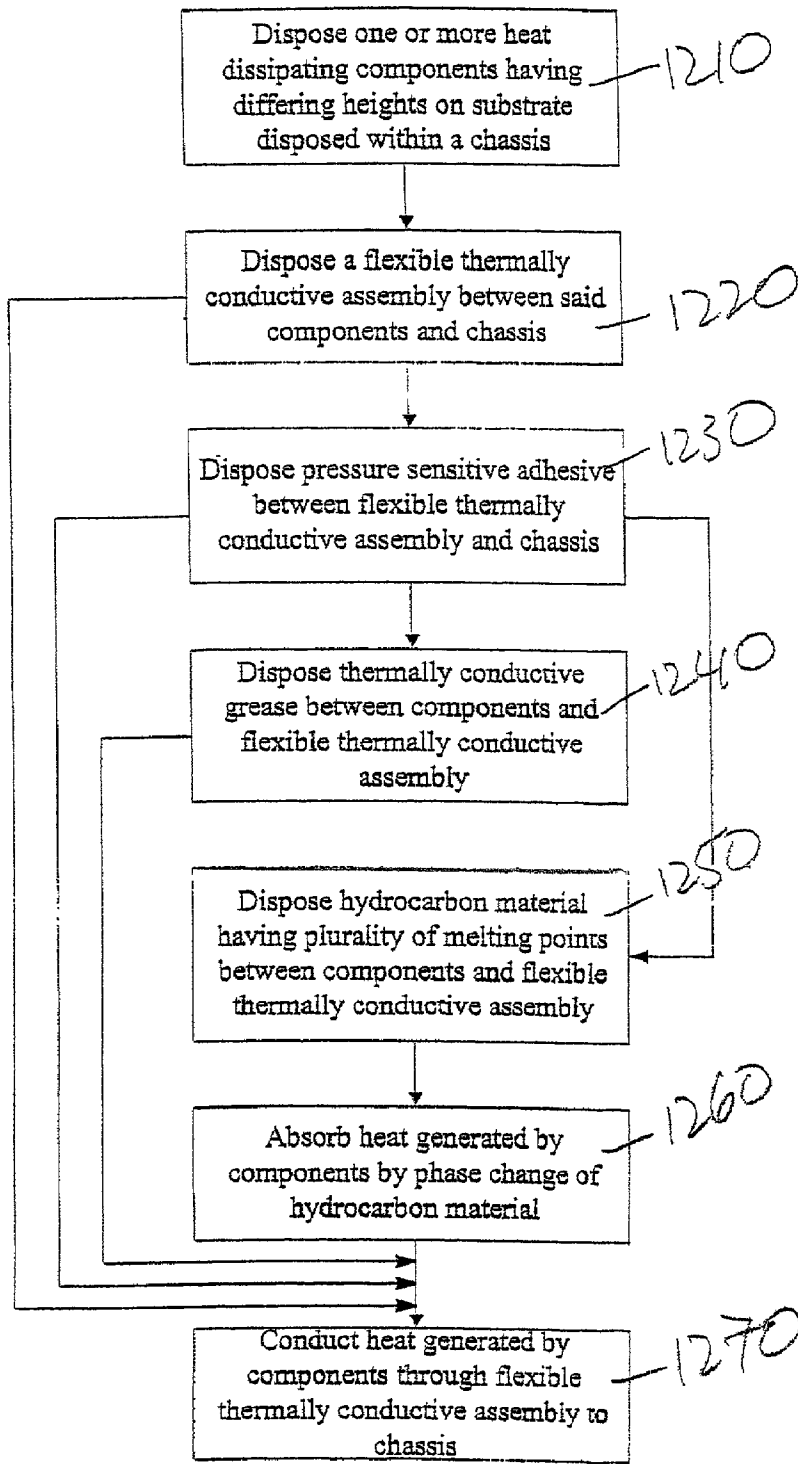 Dispose one or more heat
dissipating components having
differing heights on substrate
disposed within a chassis
1210
Dispose a flexible thermally
conductive assembly between said
components and chassis
1220
Dispose pressure sensitive adhesive
between flexible thermally
conductive assembly and chassis
1230
Dispose thermally conductive
grease between components and
flexible thermally conductive
assembly
1240
Dispose hydrocarbon material
having plurality of melting points
between components and flexible
thermally conductive assembly
1250
Absorb heat generated by
components by phase change of
hydrocarbon material
1260
Conduct heat generated by
components through flexible
thermally conductive assembly to
chassis
1270